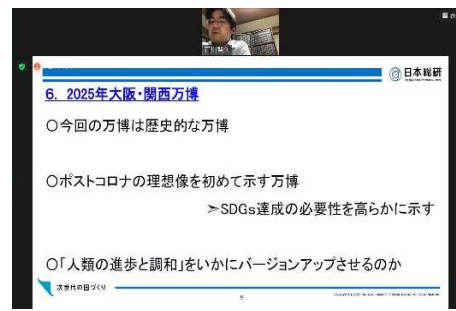 日本総研
6. 2025年大阪・関西万博
〇今回の万博は歴史的な万博
〇ポストコロナの理想像を初めて示す万博
➢SDGs達成の必要性を高らかに示す
〇「人類の進歩と調和」をいかにバージョンアップさせるのか
次世代の国づくり